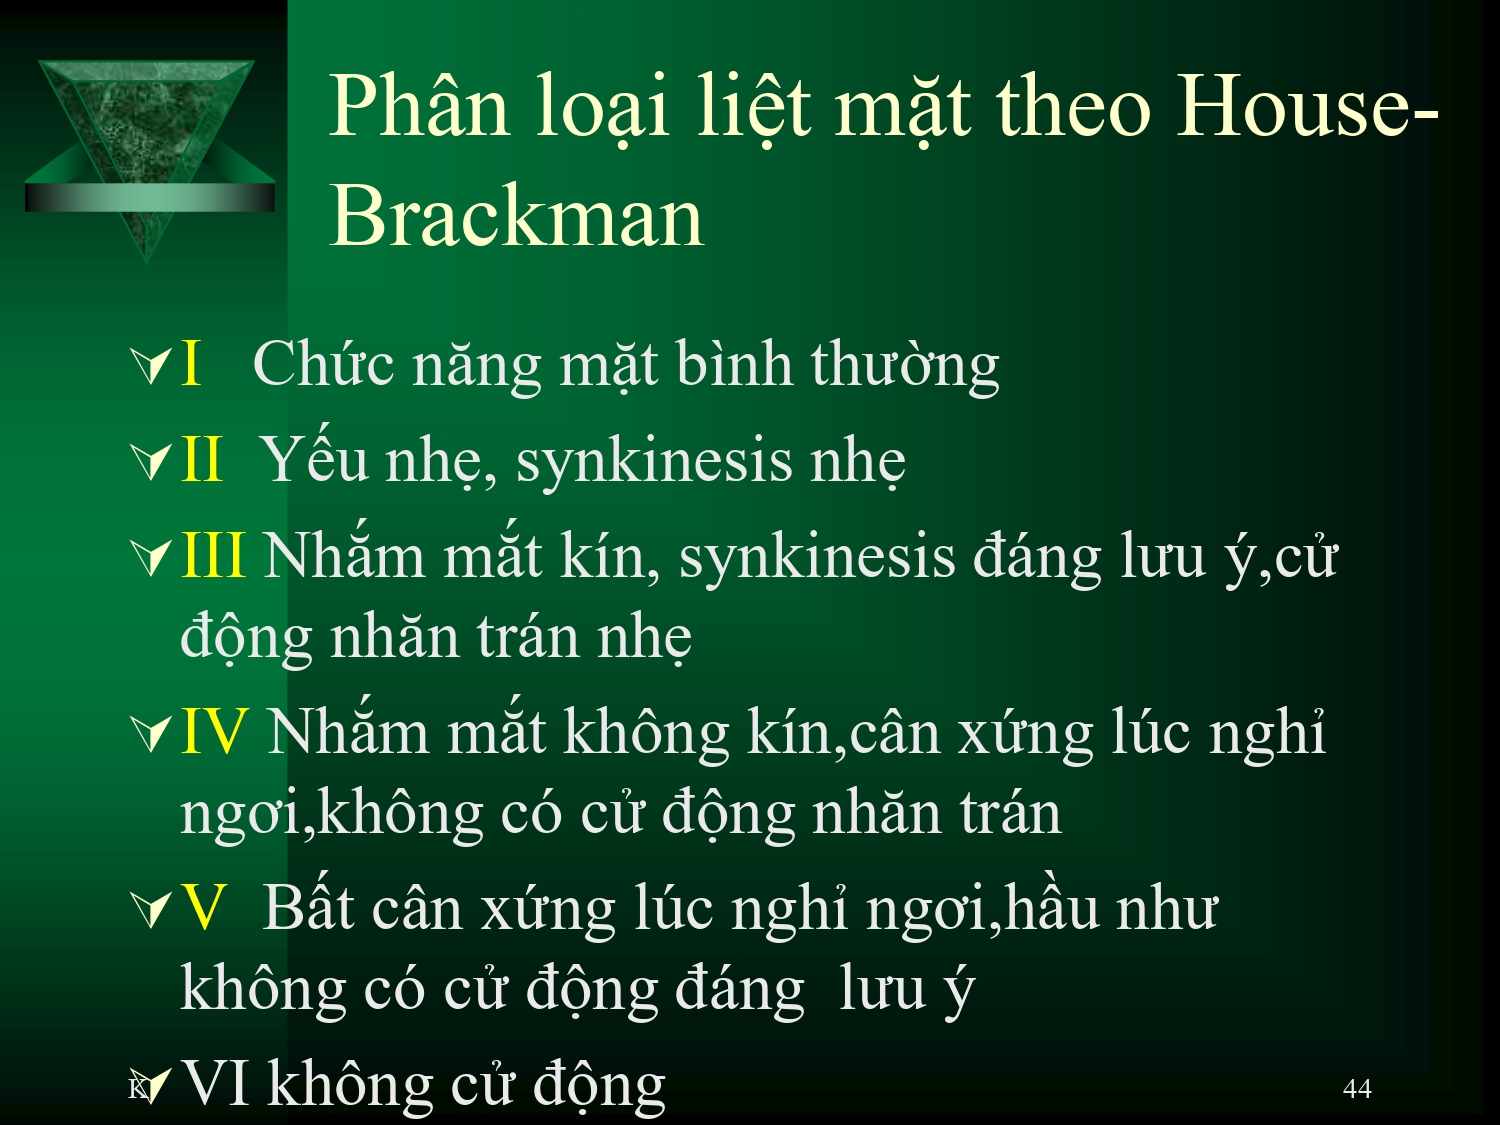 Phân loại liệt mặt theo House-
Brackman
I Chức năng mặt bình thường
II Yếu nhẹ, synkinesis nhẹ
III Nhắm mắt kín, synkinesis đáng lưu ý,cử
động nhăn trán nhẹ
IV Nhắm mắt không kín,cân xứng lúc nghỉ
ngơi,không có cử động nhăn trán
V Bất cân xứng lúc nghỉ ngơi,hầu như
không có cử động đáng lưu ý
VI không cử động
44